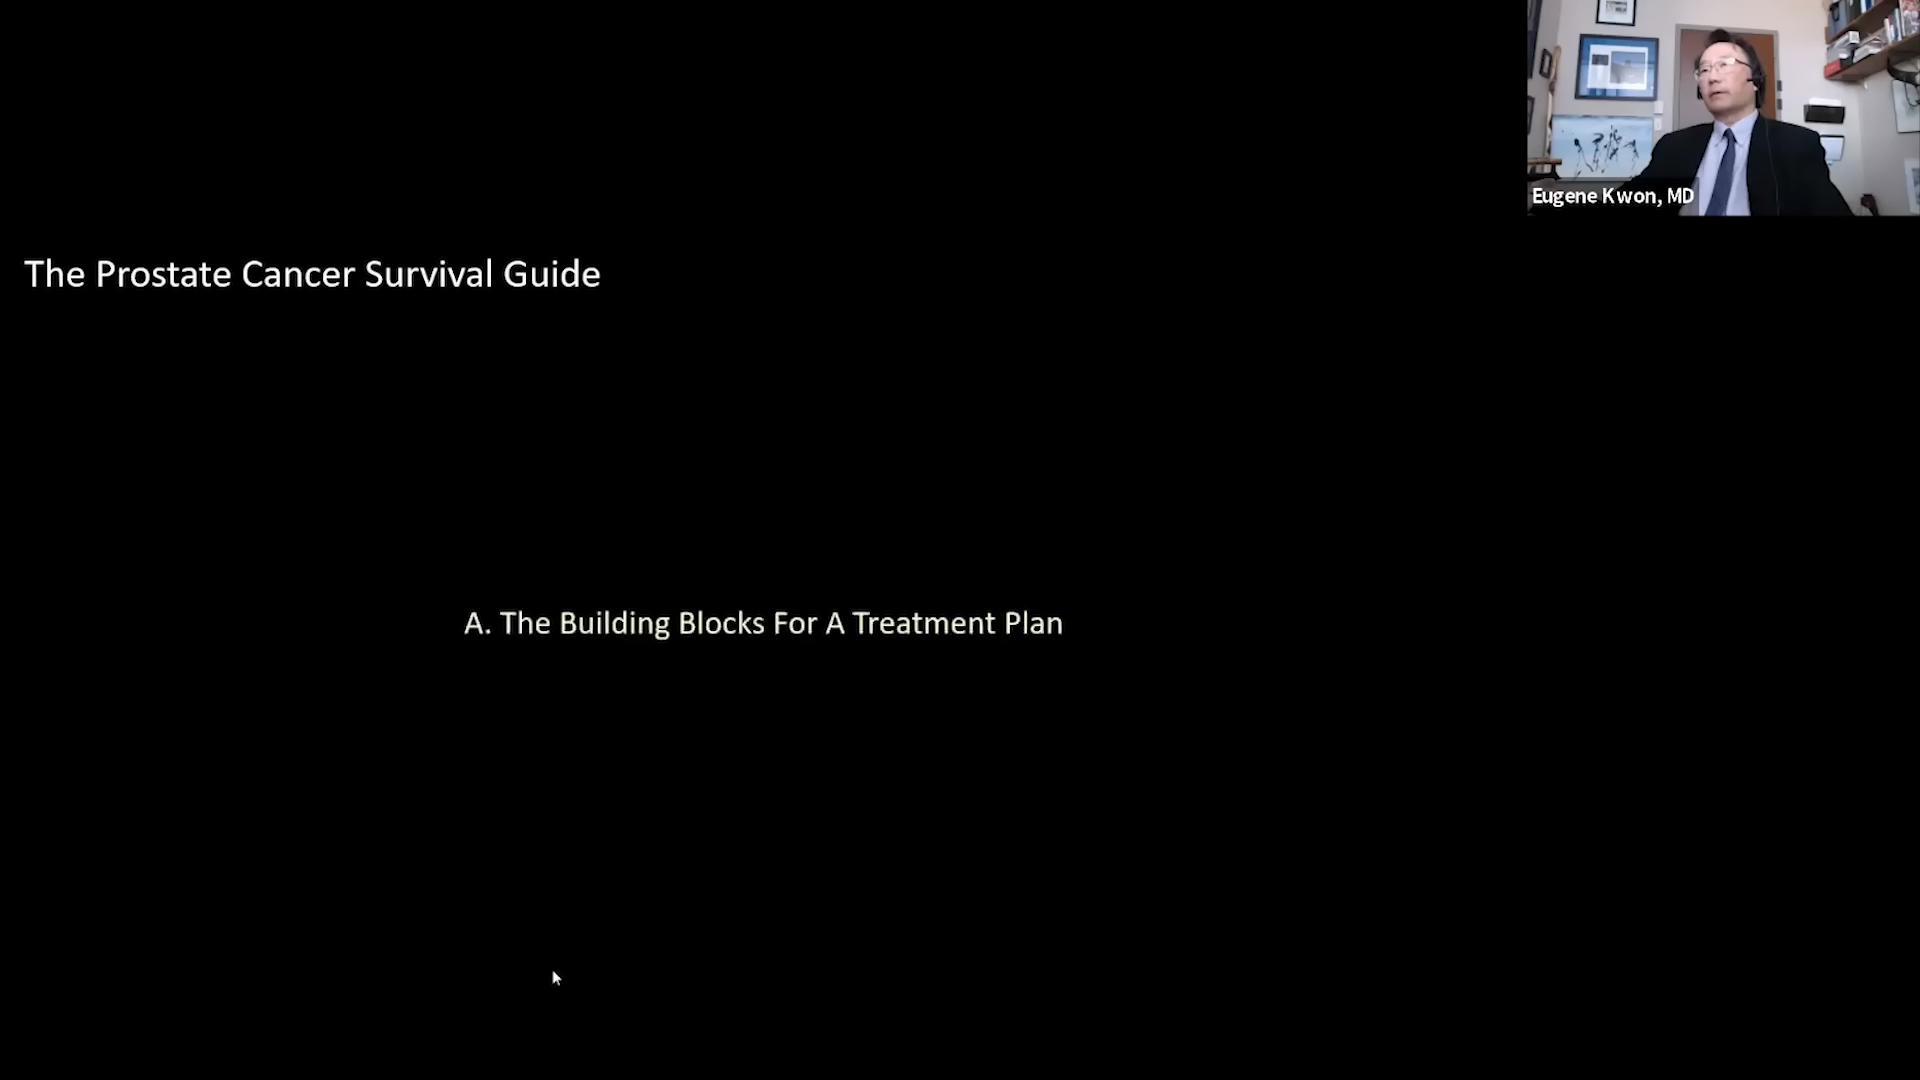 Eugene Kwon, MD
The Prostate Cancer Survival Guide
A. The Building Blocks For A Treatment Plan